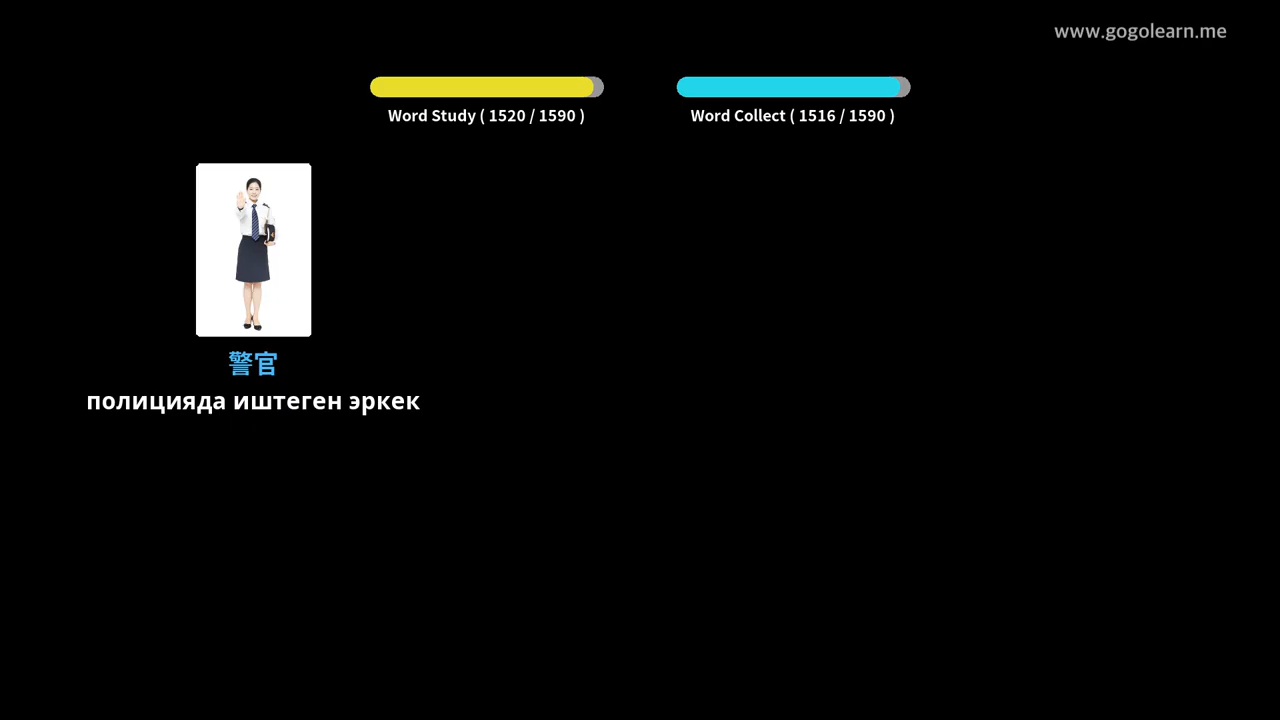 www.gogolearn.me
Word Study ( 1520 / 1590 )
Word Collect ( 1516 / 1590 )
警官
полицияда иштеген эркек